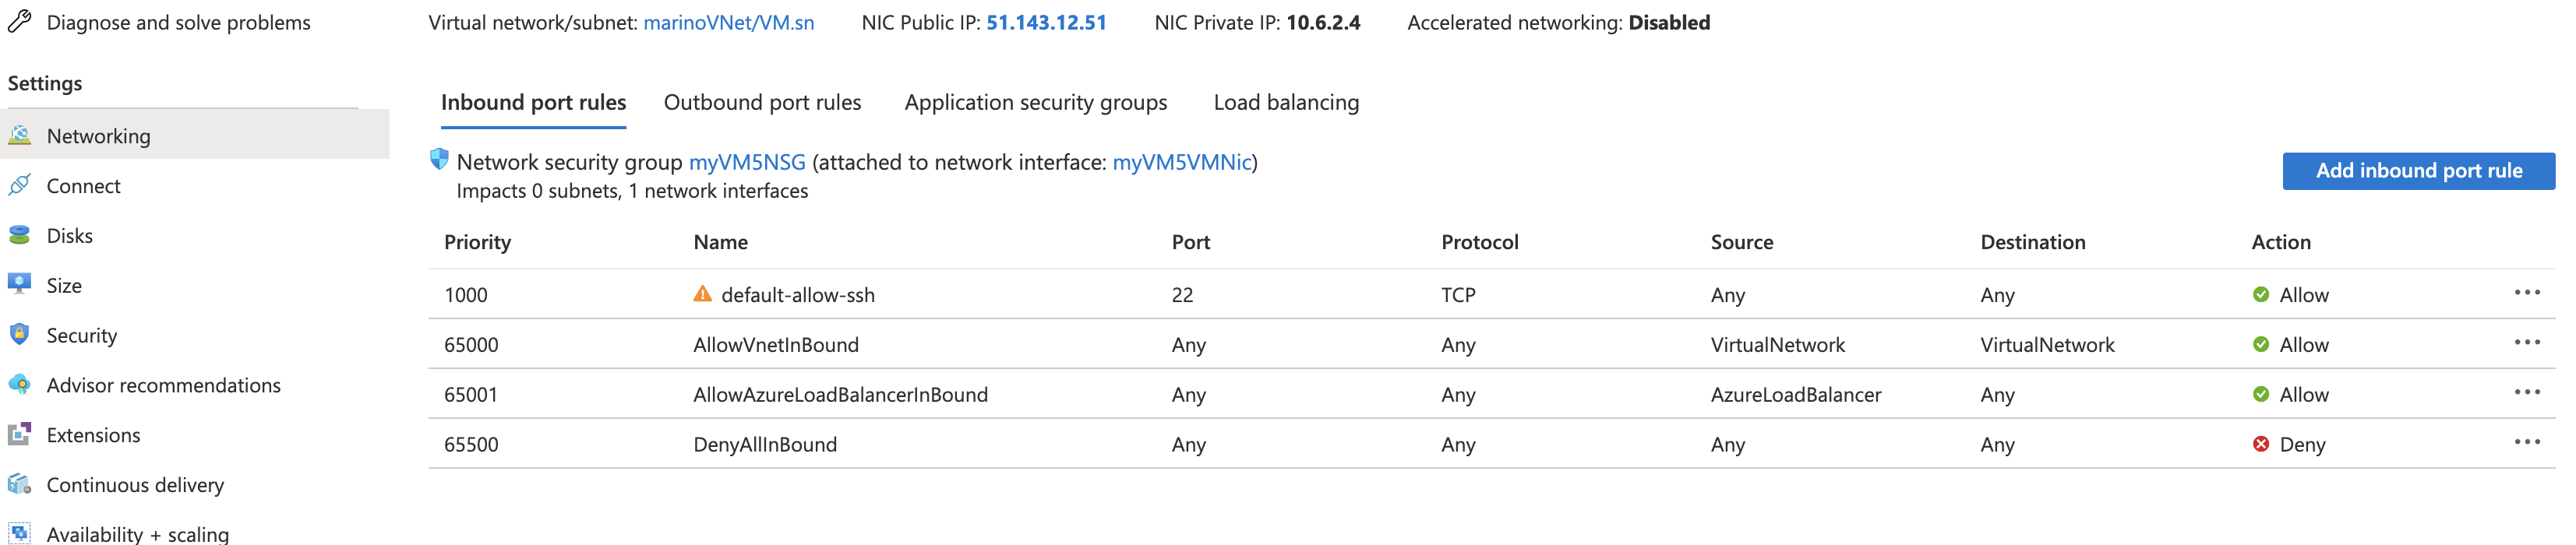 Diagnose and solve problems
Virtual network/subnet: marinoVNet/VM.sn NIC Public IP: 51.143.12.51 NIC Private IP: 10.6.2.4 Accelerated networking: Disabled
Settings
Networking
Connect
Disks
Size
Security
Advisor recommendations
Extensions
Continuous delivery
Availability + scaling
Inbound port rules Outbound port rules Application security groups Load balancing
Network security group myVM5NSG (attached to network interface: myVM5VMNic)
Impacts 0 subnets, 1 network interfaces
Add inbound port rule
Priority Name Port Protocol Source Destination Action
1000 default-allow-ssh 22 TCP Any Any Allow
65000 AllowVnetInBound Any Any VirtualNetwork VirtualNetwork Allow
65001 AllowAzureLoadBalancerInBound Any Any AzureLoadBalancer Any Allow
65500 DenyAllInBound Any Any Any Any Deny